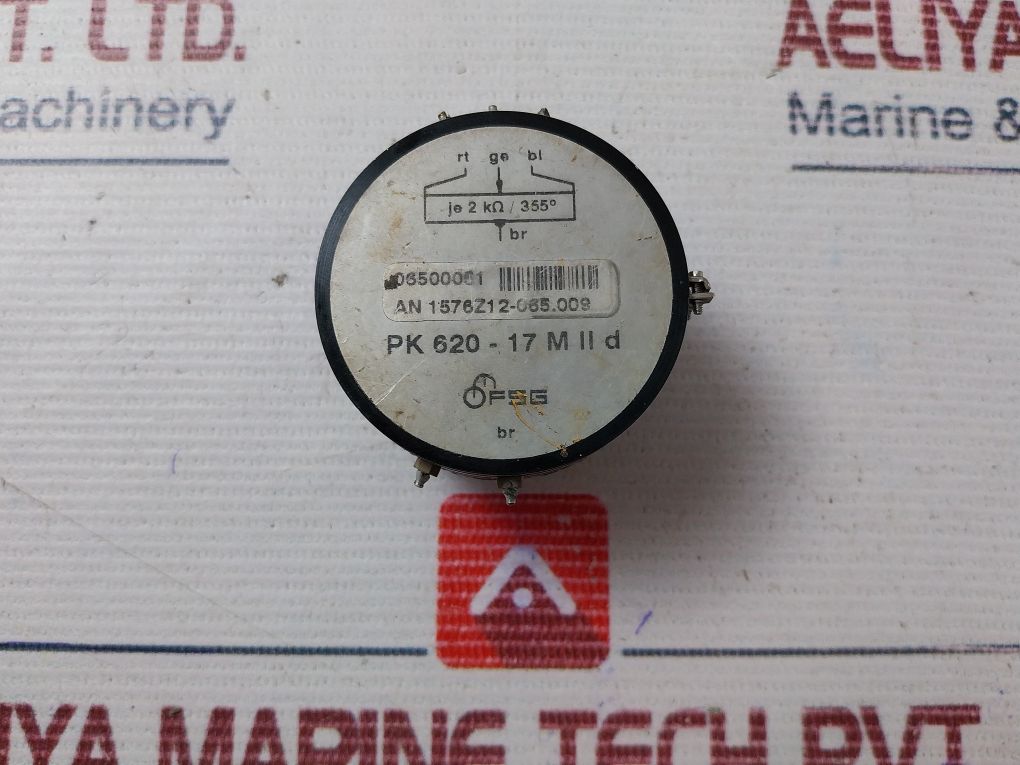 T. LTD.
AELIYA
achinery
Marine &
rt ge bl
je 2 kΩ / 355°
br
06500061
AN 1576Z12-065.009
PK 620 - 17 M II d
FSG
br
IYA MARINE TECH PVT